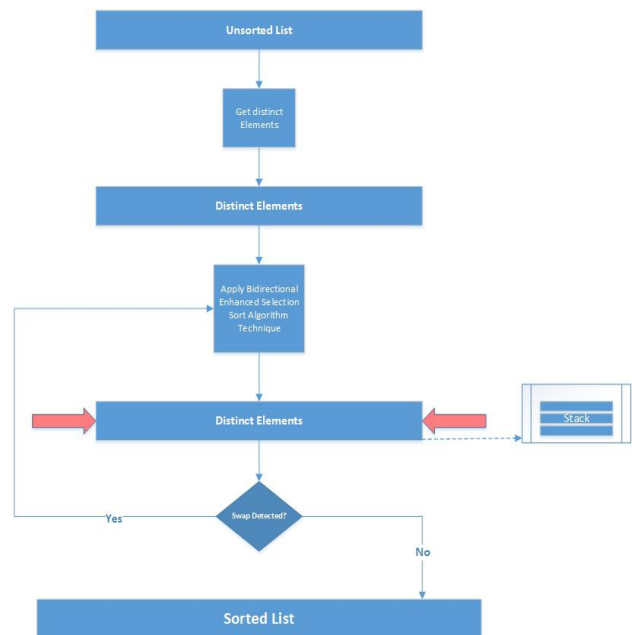 Unsorted List
Get distinct
Elements
Distinct Elements
Apply Bidirectional
Enhanced Selection
Sort Algorithm
Technique
Distinct Elements
Stack
Swap Detected?
Yes
No
Sorted List